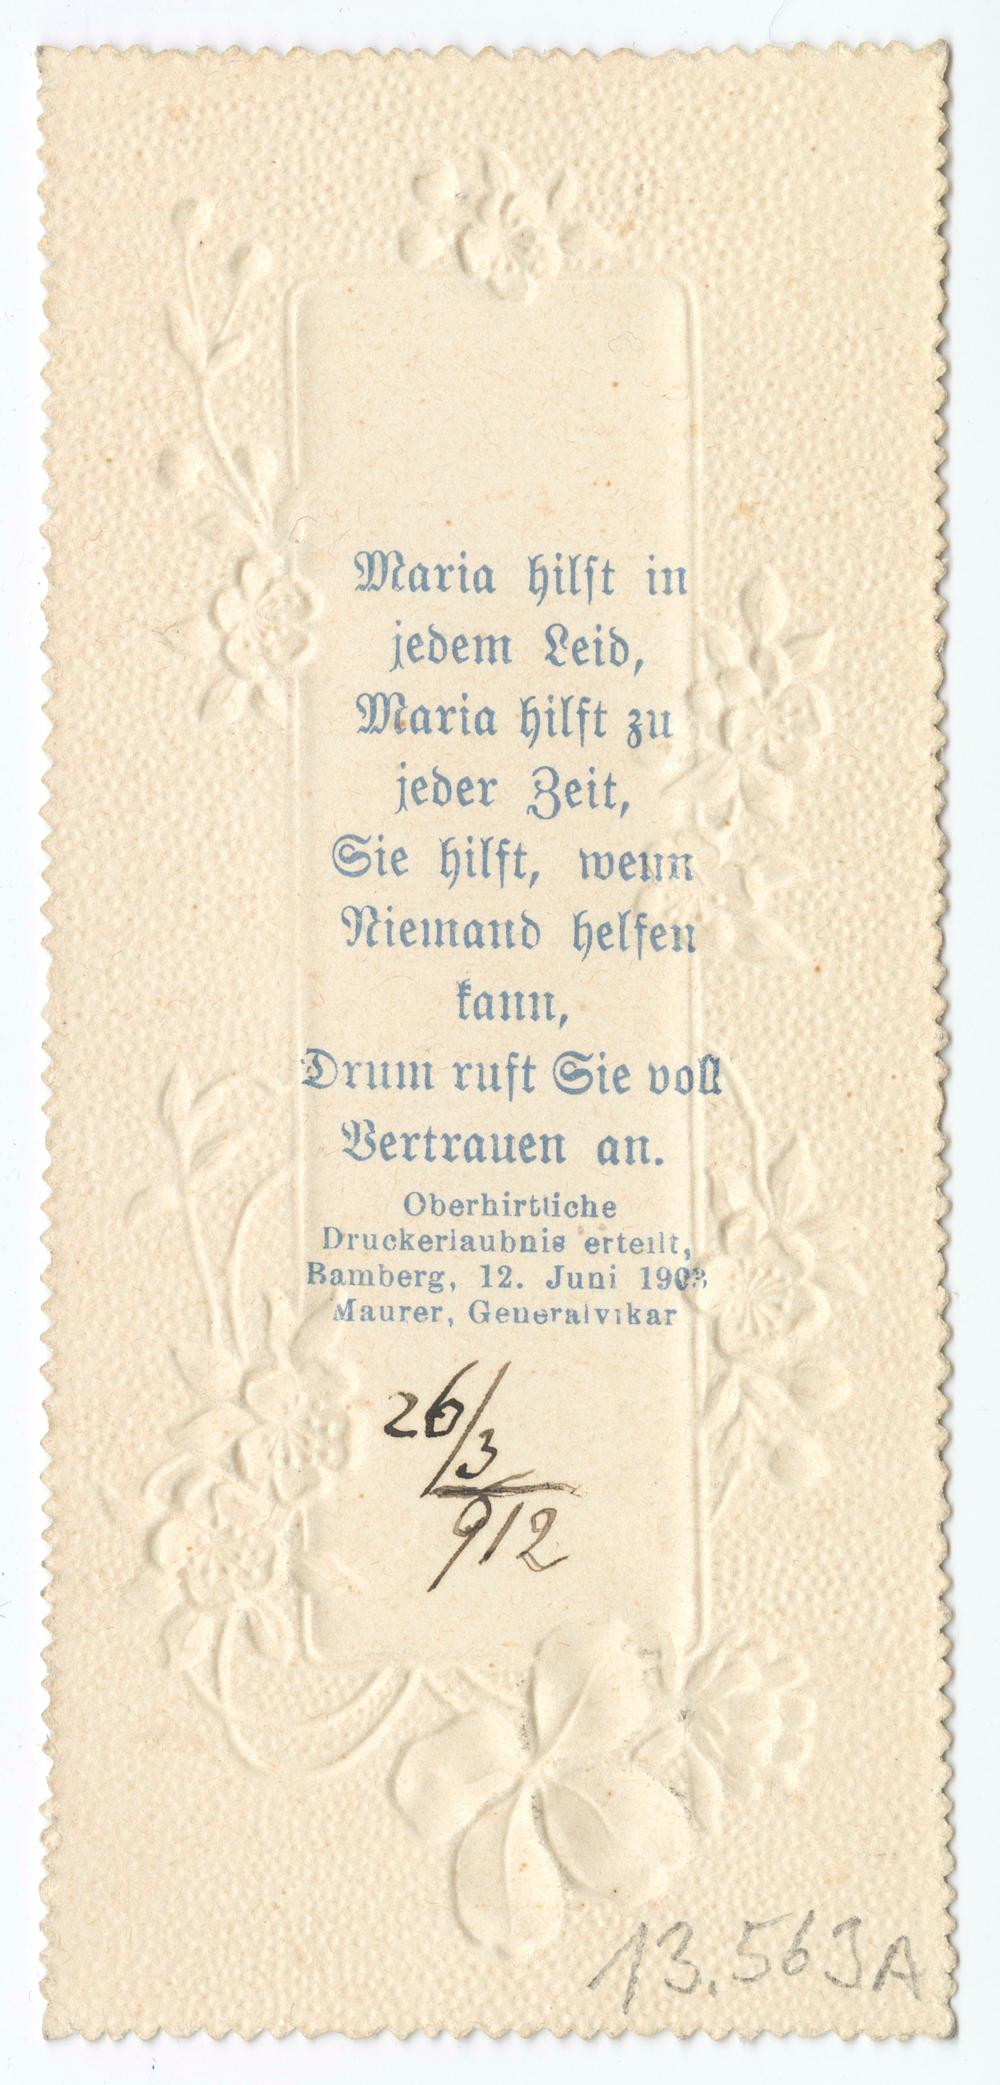 Maria hilft in
jedem Leid,
Maria hilft zu
jeder Zeit,
Sie hilft, wenn
Niemand helfen
kann,
Drum ruft Sie voll
Vertrauen an.
Oberhirtliche
Druckerlaubnis erteilt,
Bamberg, 12. Juni 1903
Maurer, Generalvikar
26/3
912
13.563A